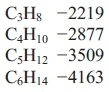 C₃H₈ −2219
C₄H₁₀ −2877
C₅H₁₂ −3509
C₆H₁₄ −4163